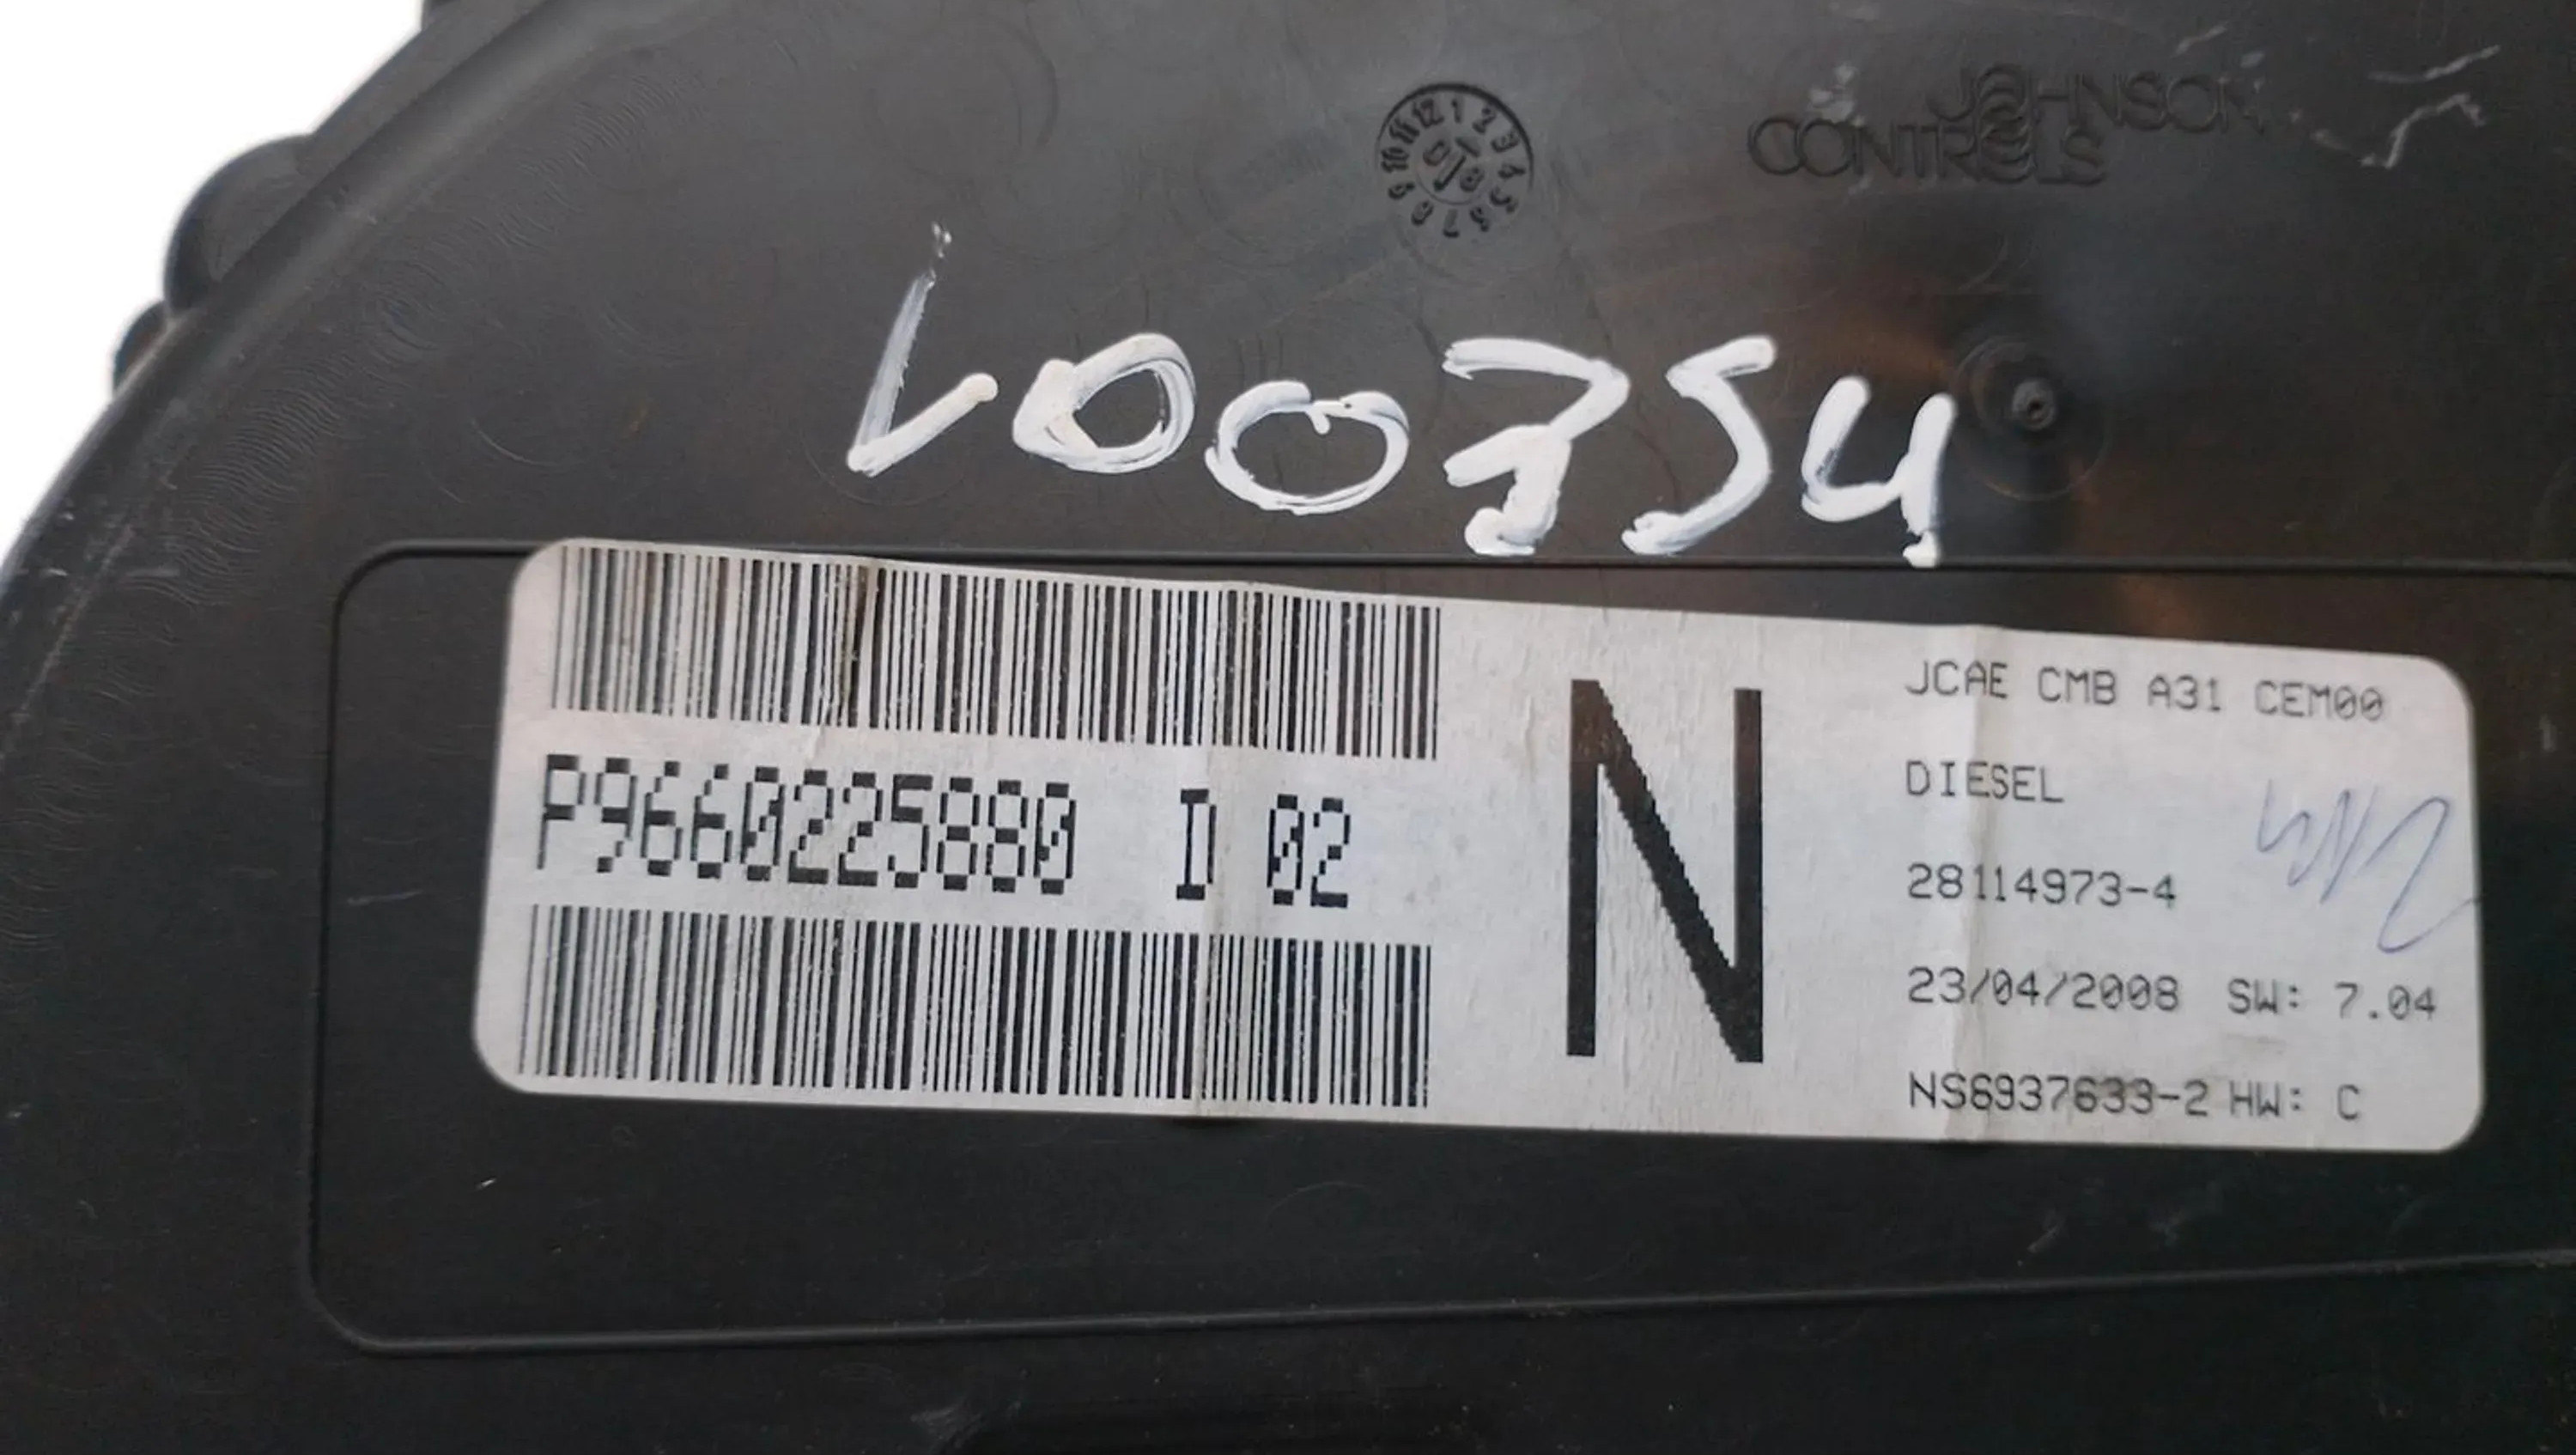 JOHNSON
CONTROLS
L00754
P9660225880 D 02
N
JCAE CMB A31 CEM00
DIESEL
28114973-4
23/04/2008 SW: 7.04
NS6937633-2 HW: C